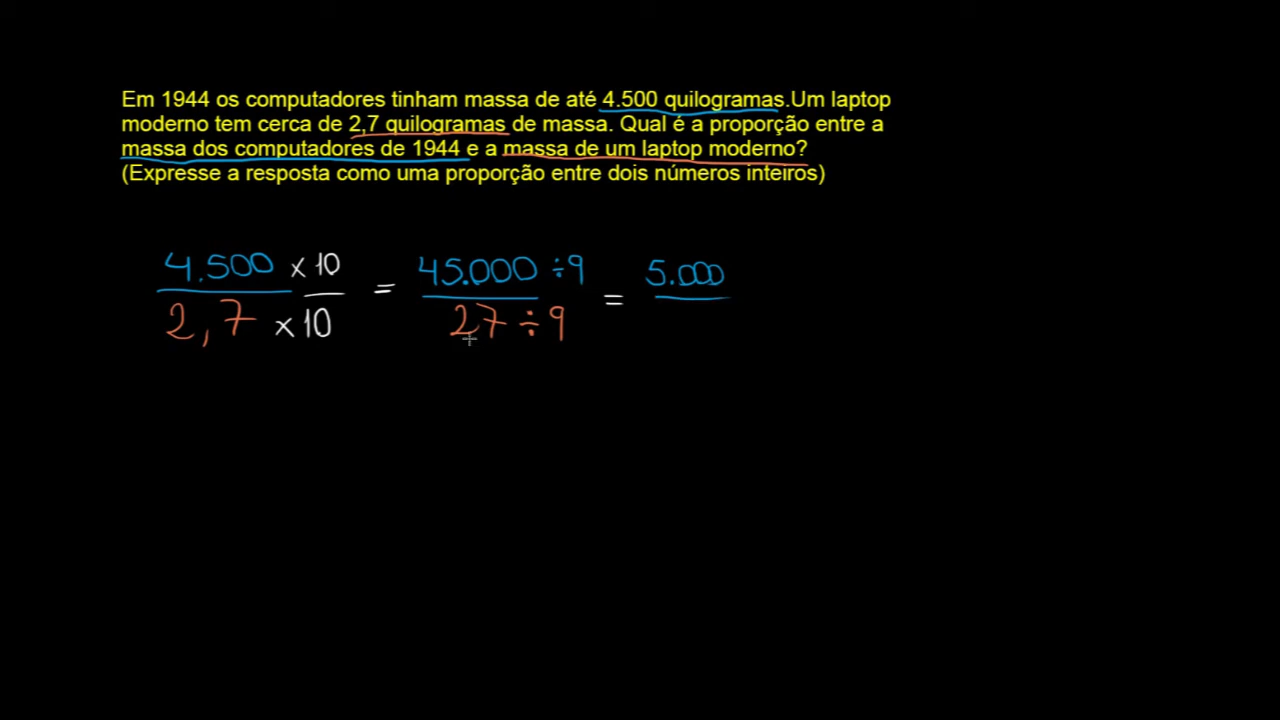 Em 1944 os computadores tinham massa de até 4.500 quilogramas.Um laptop
moderno tem cerca de 2,7 quilogramas de massa. Qual é a proporção entre a
massa dos computadores de 1944 e a massa de um laptop moderno?
(Expresse a resposta como uma proporção entre dois números inteiros)
4.500 x 10 = 45.000 ÷9 = 5.000
2,7 x 10 27 ÷ 9